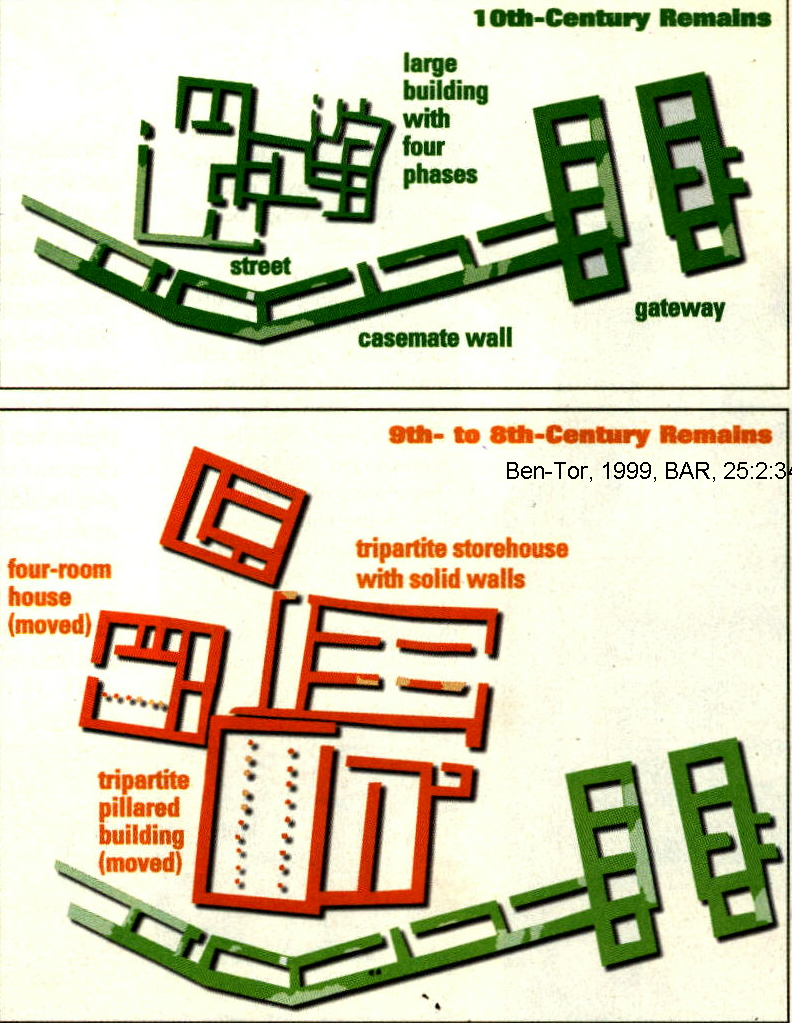 10th-Century Remains
large
building
with
four
phases
street
gateway
casemate wall
9th- to 8th-Century Remains
Ben-Tor, 1999, BAR, 25:2:34
tripartite storehouse
with solid walls
four-room
house
(moved)
tripartite
pillared
building
(moved)